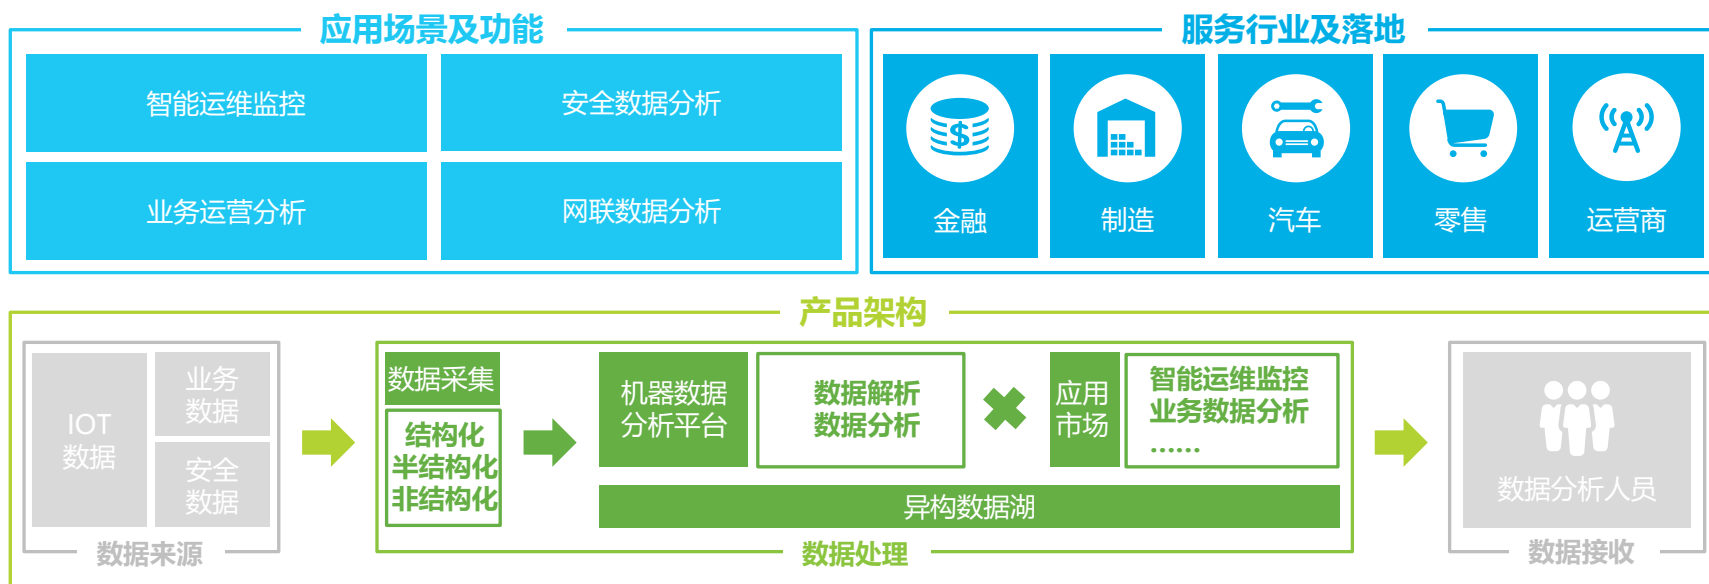 应用场景及功能
智能运维监控
安全数据分析
业务运营分析
网联数据分析
服务行业及落地
金融
制造
汽车
零售
运营商
产品架构
IOT
数据
业务
数据
安全
数据
数据来源
数据采集
结构化
半结构化
非结构化
机器数据
分析平台
数据解析
数据分析
应用
市场
智能运维监控
业务数据分析
……
异构数据湖
数据处理
数据分析人员
数据接收